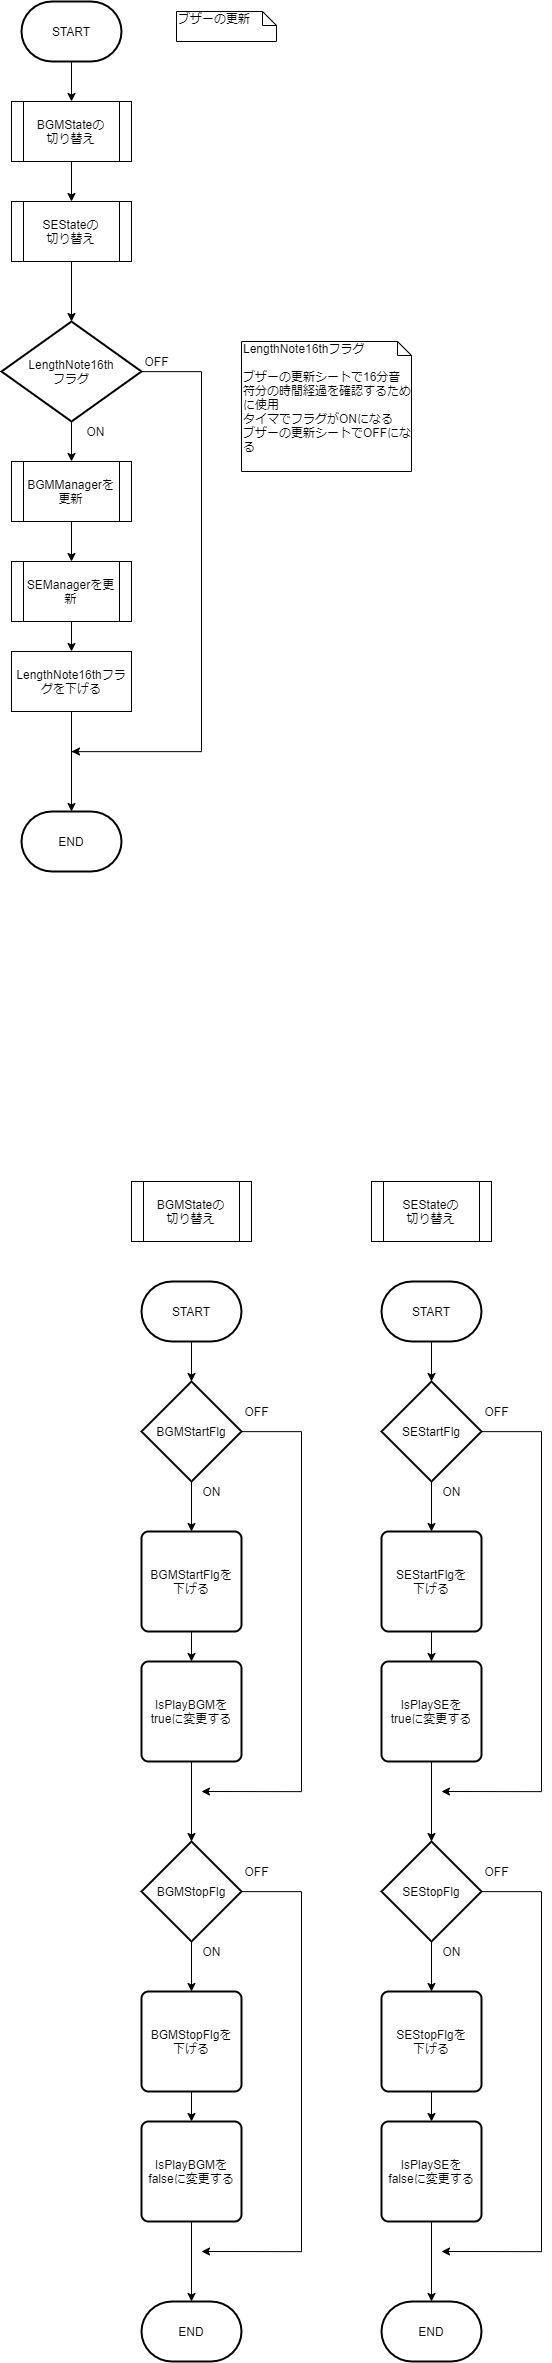 START
ブザーの更新
BGMStateの
切り替え
SEStateの
切り替え
LengthNote16th
フラグ
OFF
ON
LengthNote16thフラグ
ブザーの更新シートで16分音
符分の時間経過を確認するため
に使用
タイマでフラグがONになる
ブザーの更新シートでOFFにな
る
BGMManagerを
更新
SEManagerを更
新
LengthNote16thフラ
グを下げる
END
BGMStateの
切り替え
START
BGMStartFlg
OFF
ON
BGMStartFlgを
下げる
IsPlayBGMを
trueに変更する
BGMStopFlg
OFF
ON
BGMStopFlgを
下げる
IsPlayBGMを
falseに変更する
END
SEStateの
切り替え
START
SEStartFlg
OFF
ON
SEStartFlgを
下げる
IsPlaySEを
trueに変更する
SEStopFlg
OFF
ON
SEStopFlgを
下げる
IsPlaySEを
falseに変更する
END